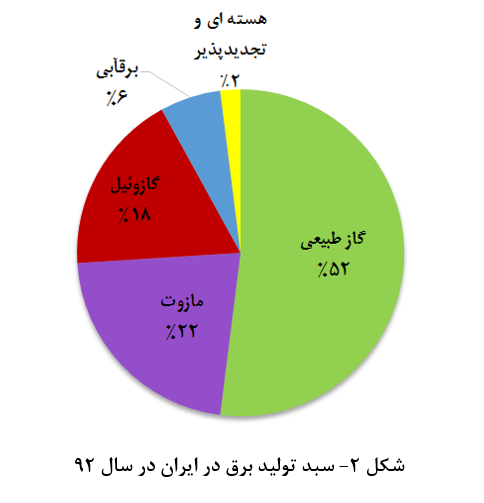 هسته ای و
تجدیدپذیر
٪۲
برقآبی
٪۶
گازوئیل
٪۱۸
گاز طبیعی
٪۵۲
مازوت
٪۲۲
شکل ۲- سبد تولید برق در ایران در سال ۹۲